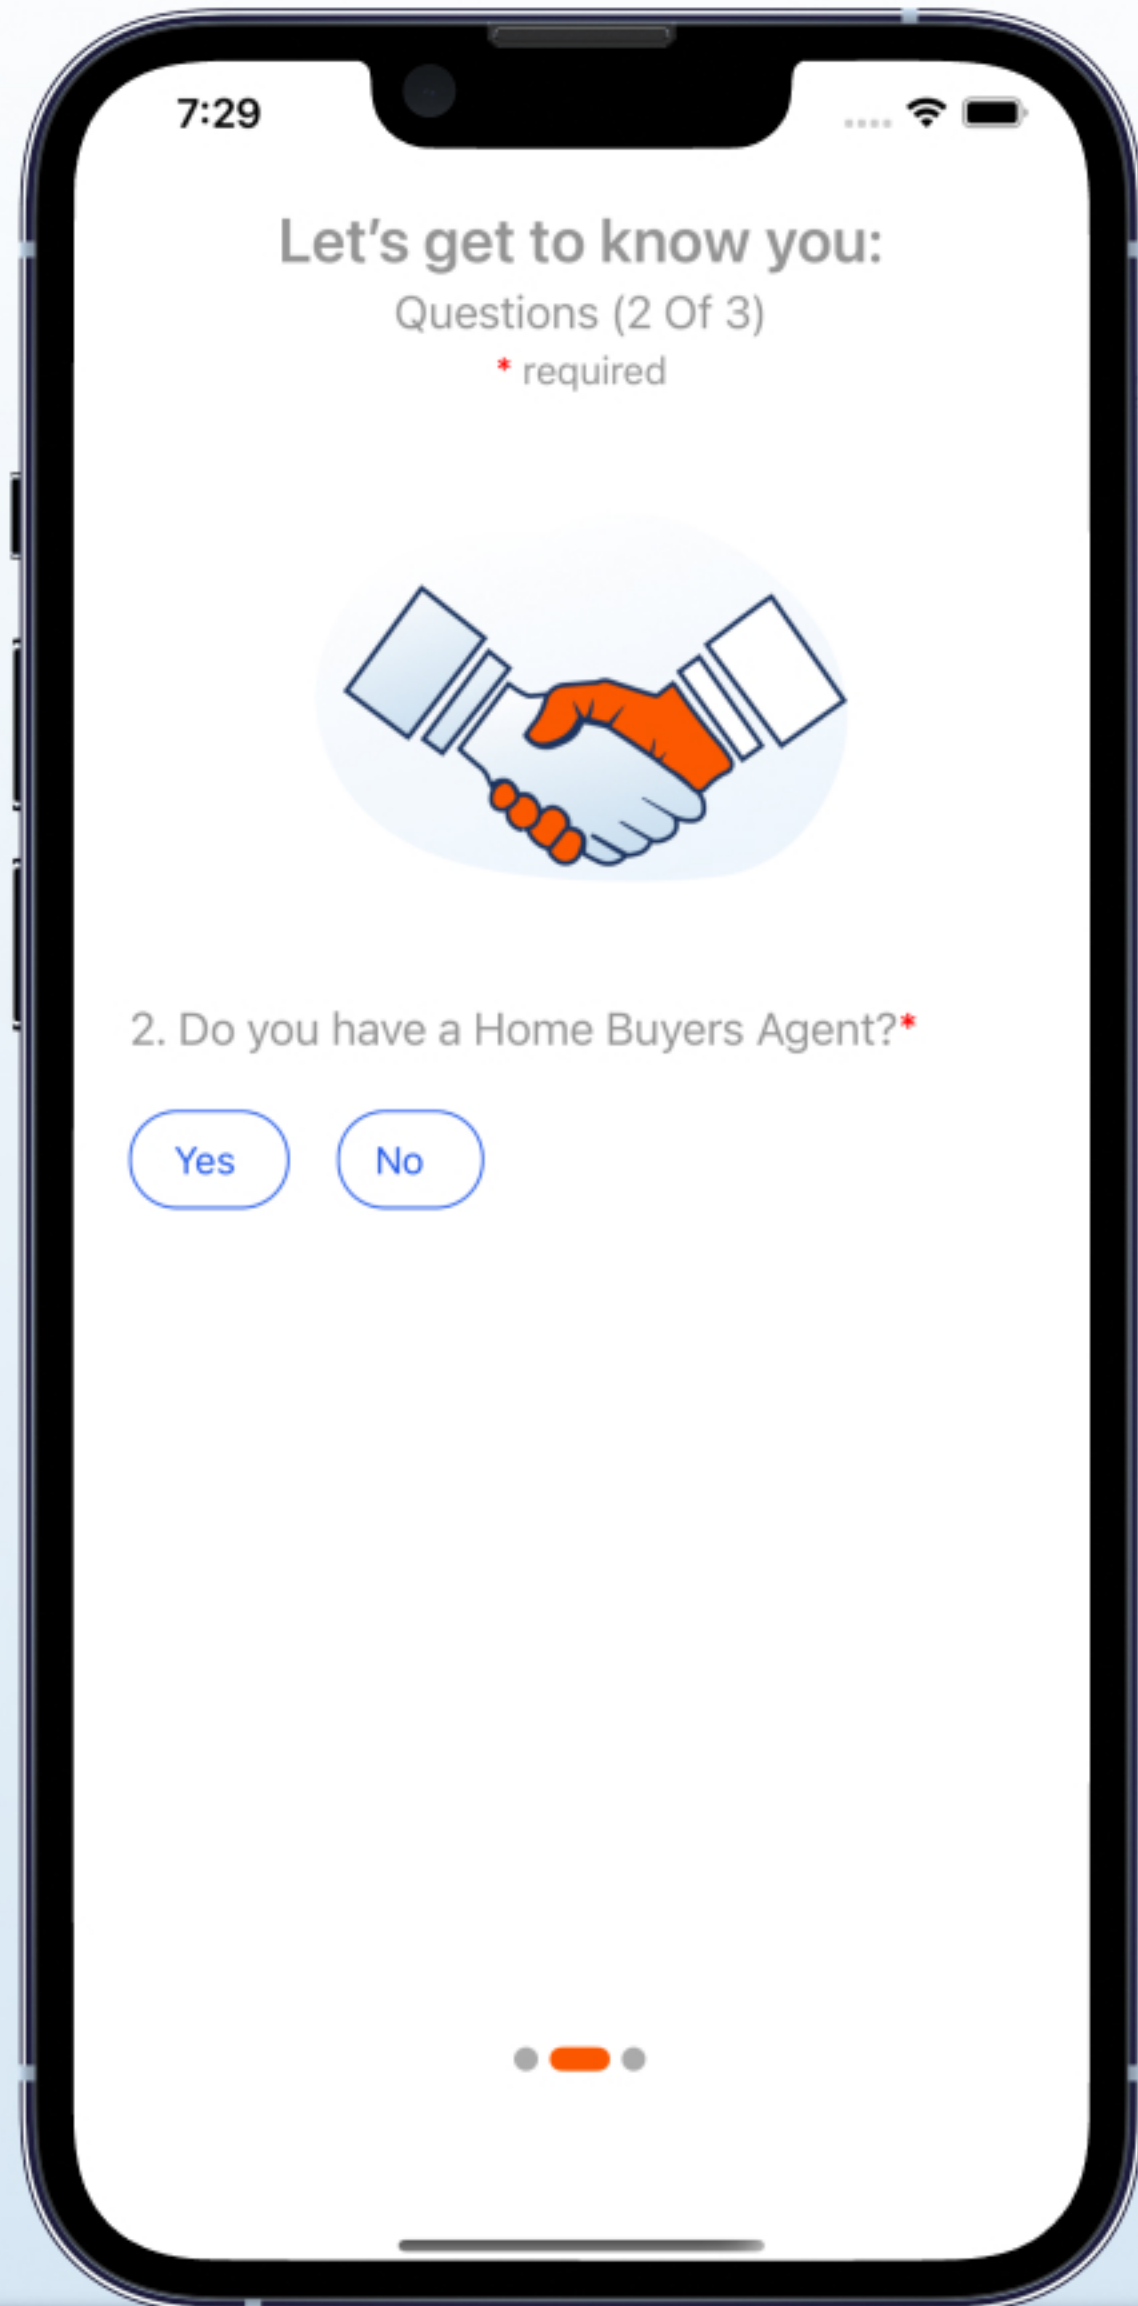 7:29
Let’s get to know you:
Questions (2 Of 3)
* required
2. Do you have a Home Buyers Agent?*
Yes No